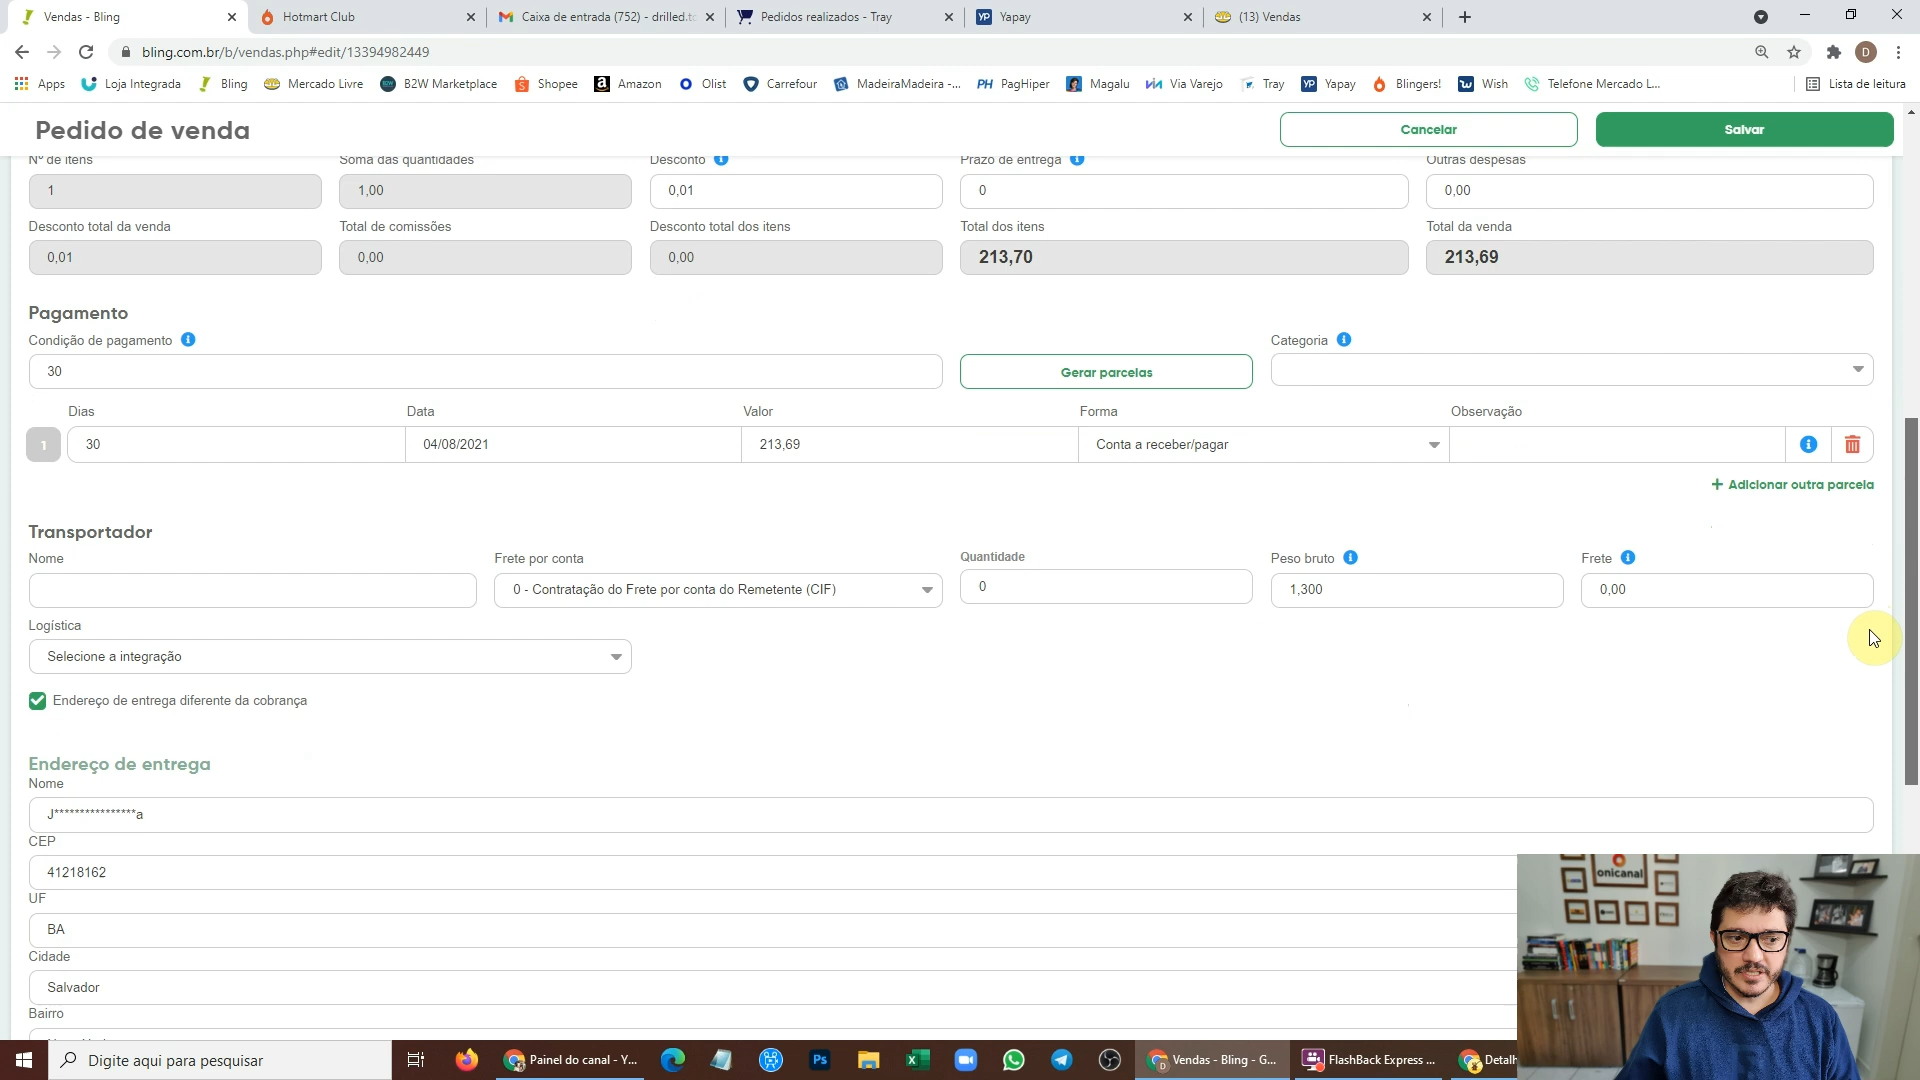 Vendas - Bling
Hotmart Club
Caixa de entrada (752) - drilled.to
Pedidos realizados - Tray
Yapay
(13) Vendas
bling.com.br/b/vendas.php#edit/13394982449
D
Apps
Loja Integrada
Bling
Mercado Livre
B2W Marketplace
Shopee
Amazon
Olist
Carrefour
MadeiraMadeira -...
PagHiper
Magalu
Via Varejo
Tray
Yapay
Blingers!
Wish
Telefone Mercado L...
Lista de leitura
Pedido de venda
Cancelar
Salvar
Nº de itens
Soma das quantidades
Desconto
Prazo de entrega
Outras despesas
1
1,00
0,01
0
0,00
Desconto total da venda
Total de comissões
Desconto total dos itens
Total dos itens
Total da venda
0,01
0,00
0,00
213,70
213,69
Pagamento
Condição de pagamento
Categoria
30
Gerar parcelas
Dias
Data
Valor
Forma
Observação
1
30
04/08/2021
213,69
Conta a receber/pagar
+ Adicionar outra parcela
Transportador
Nome
Frete por conta
Quantidade
Peso bruto
Frete
0 - Contratação do Frete por conta do Remetente (CIF)
0
1,300
0,00
Logística
Selecione a integração
Endereço de entrega diferente da cobrança
Endereço de entrega
Nome
J****************a
CEP
41218162
UF
BA
Cidade
Salvador
Bairro
onicanal
Digite aqui para pesquisar
Painel do canal - Y...
Ps
Vendas - Bling - G...
FlashBack Express ...
Detalh